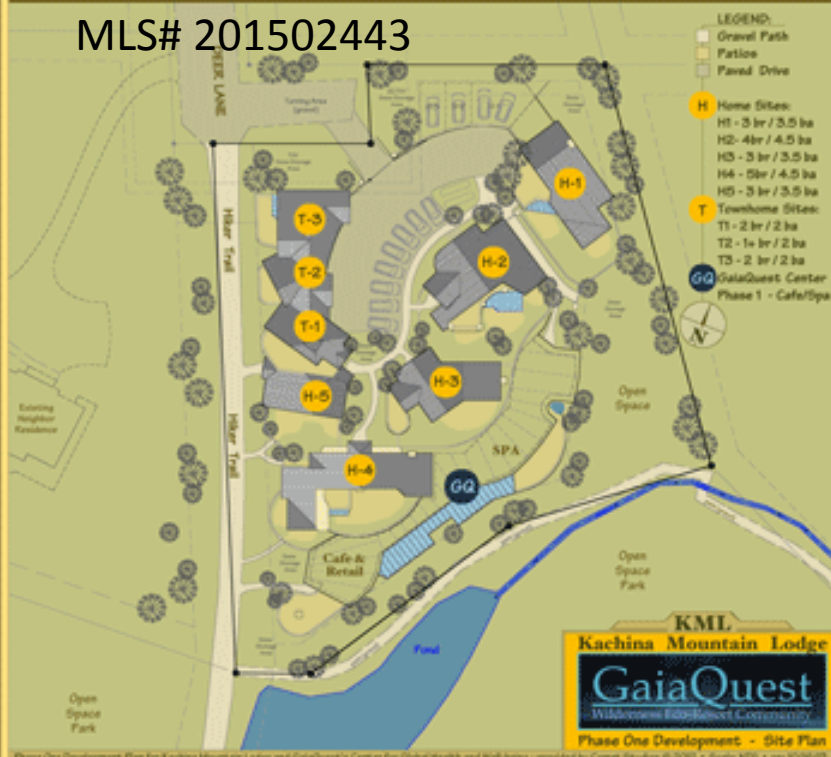 MLS# 201502443
LEGEND:
Gravel Path
Patios
Paved Drive
H Home Sites:
H1 - 3 br / 3.5 ba
H2- 4br / 4.5 ba
H3 - 3 br / 3.5 ba
H4 - 5br / 4.5 ba
H5 - 3 br / 3.5 ba
T Townhome Sites:
T1 - 2 br / 2 ba
T2 - 1+ br / 2 ba
T3 - 2 br / 2 ba
GQ GaiaQuest Center
Phase 1 - Cafe/Spa
N
DEER LANE
Turning Area
(gravel)
H-1
T-3
Hiker Trail
H-2
T-2
T-1
H-3
H-5
Open
Space
Existing
Neighbor
Residence
Hiker Trail
SPA
H-4
GQ
Cafe &
Retail
Open
Space
Park
Pond
Open
Space
Park
KML
Kachina Mountain Lodge
GaiaQuest
Wilderness Eco-Resort Community
Phase One Development - Site Plan